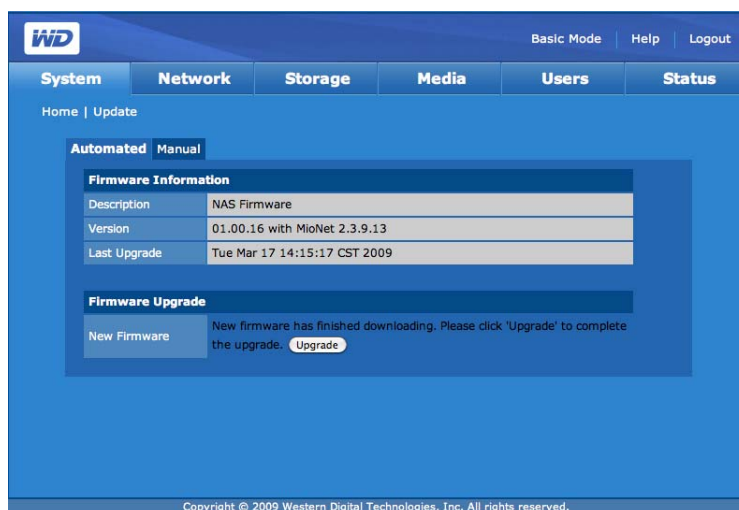 WD
Basic Mode Help Logout
System Network Storage Media Users Status
Home | Update
Automated Manual
Firmware Information
Description NAS Firmware
Version 01.00.16 with MioNet 2.3.9.13
Last Upgrade Tue Mar 17 14:15:17 CST 2009
Firmware Upgrade
New Firmware
New firmware has finished downloading. Please click 'Upgrade' to complete
the upgrade. Upgrade
Copyright © 2009 Western Digital Technologies, Inc. All rights reserved.